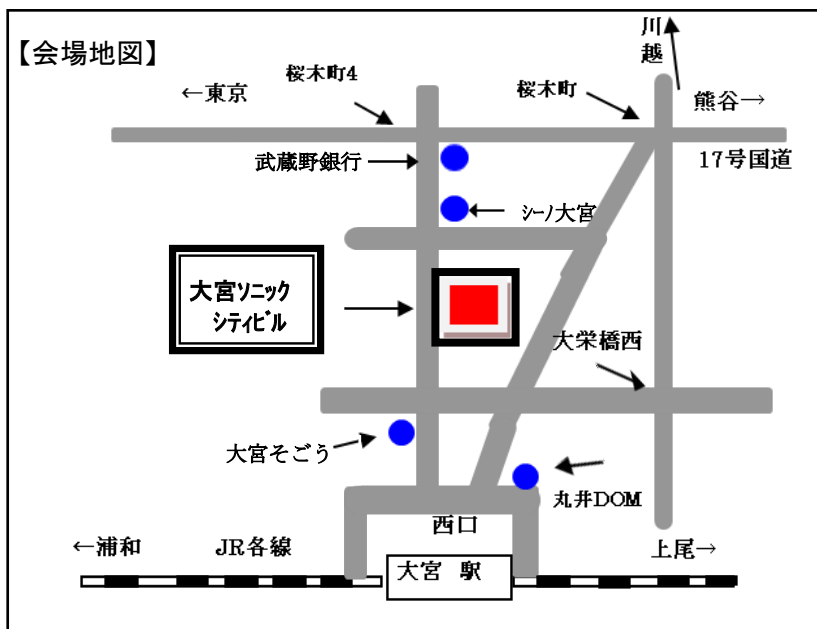 【会場地図】
川
越
桜木町4
桜木町
←東京
熊谷→
武蔵野銀行
17号国道
ｼｰﾉ大宮
大宮ｿﾆｯｸ
ｼﾃｨﾋﾞﾙ
大栄橋西
大宮そごう
丸井DOM
西口
←浦和
JR各線
上尾→
大宮 駅